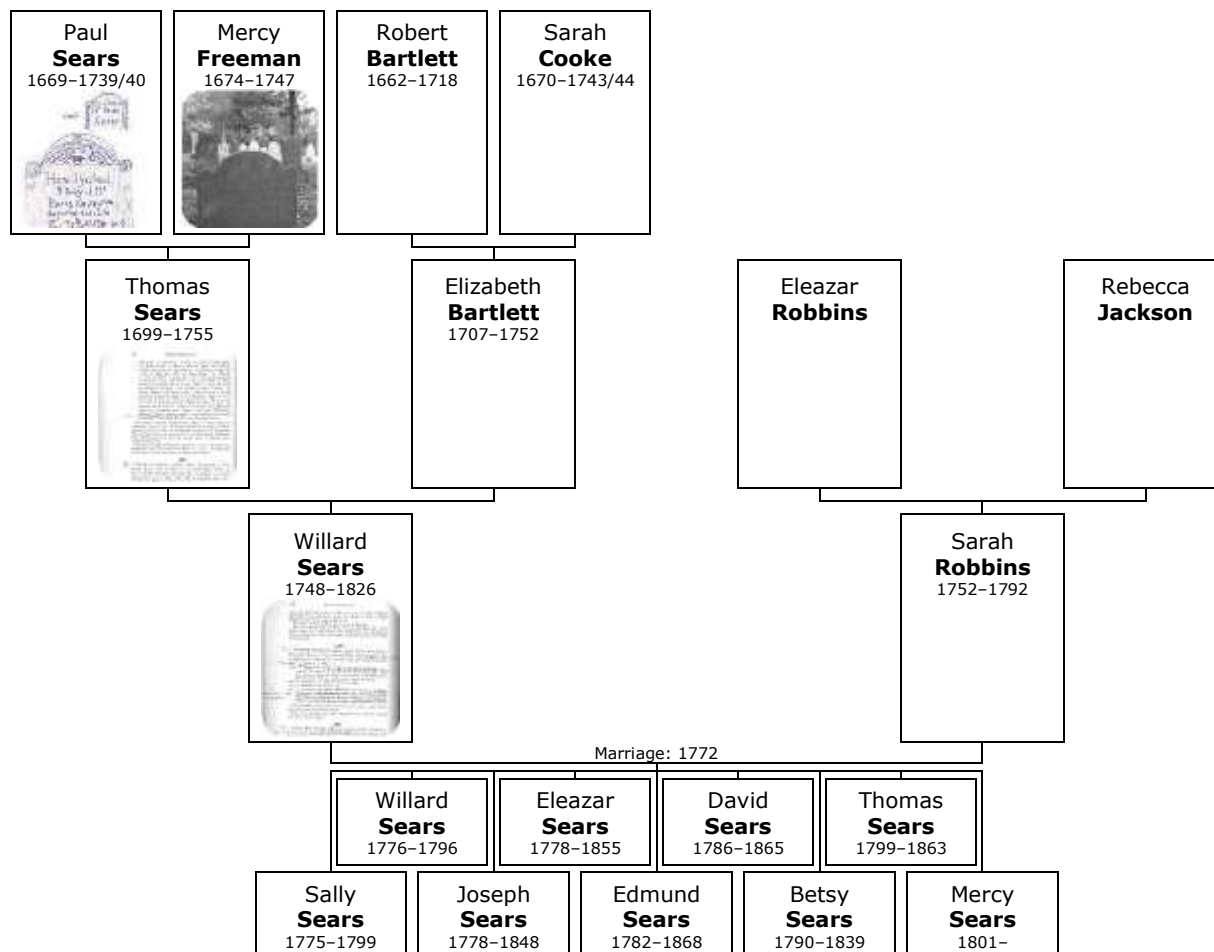 Paul
Sears
1669–1739/40
Mercy
Freeman
1674–1747
Robert
Bartlett
1662–1718
Sarah
Cooke
1670–1743/44
Thomas
Sears
1699–1755
Elizabeth
Bartlett
1707–1752
Eleazar
Robbins
Rebecca
Jackson
Willard
Sears
1748–1826
Sarah
Robbins
1752–1792
Marriage: 1772
Willard
Sears
1776–1796
Eleazar
Sears
1778–1855
David
Sears
1786–1865
Thomas
Sears
1799–1863
Sally
Sears
1775–1799
Joseph
Sears
1778–1848
Edmund
Sears
1782–1868
Betsy
Sears
1790–1839
Mercy
Sears
1801–